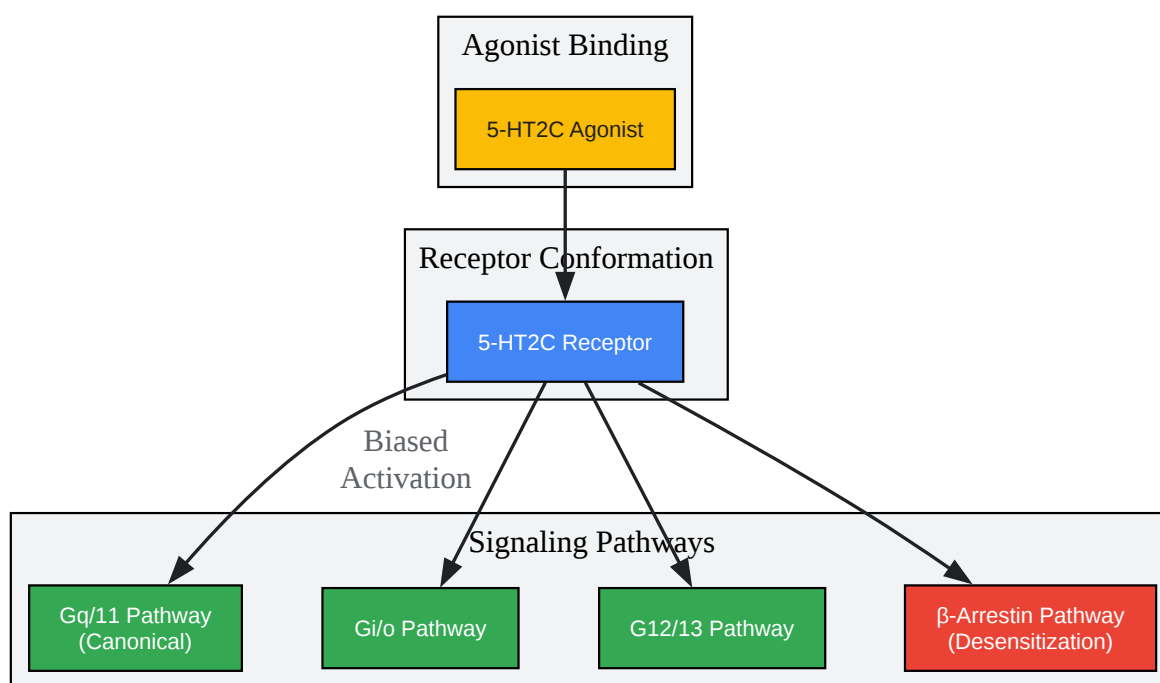 Agonist Binding
5-HT2C Agonist
Receptor Conformation
5-HT2C Receptor
Biased
Activation
Signaling Pathways
Gq/11 Pathway
(Canonical)
Gi/o Pathway
G12/13 Pathway
β-Arrestin Pathway
(Desensitization)